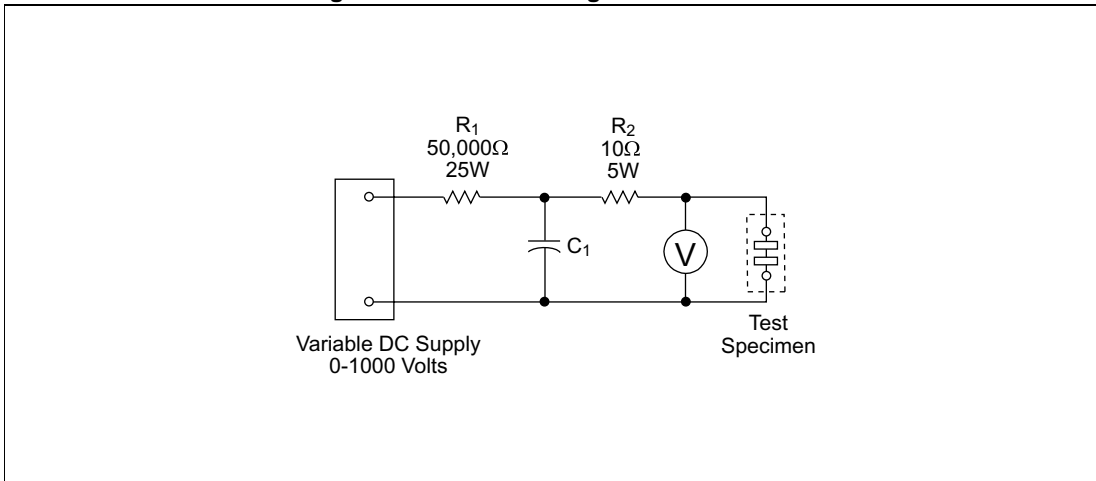 R1
50,000Ω
25W
R2
10Ω
5W
C1
V
Variable DC Supply
0-1000 Volts
Test
Specimen